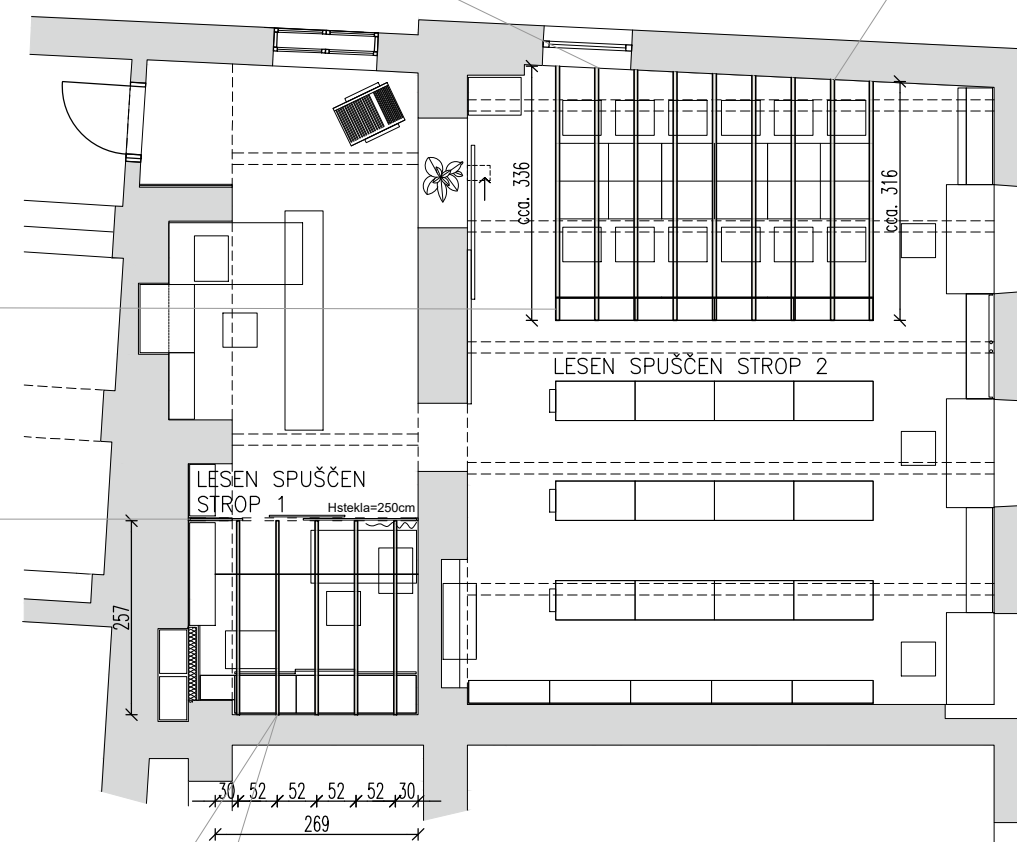 cca. 336
cca. 316
LESEN SPUŠČEN STROP 2
LESEN SPUŠČEN
STROP 1
Hstekla=250cm
257
30 52 52 52 52 30
269